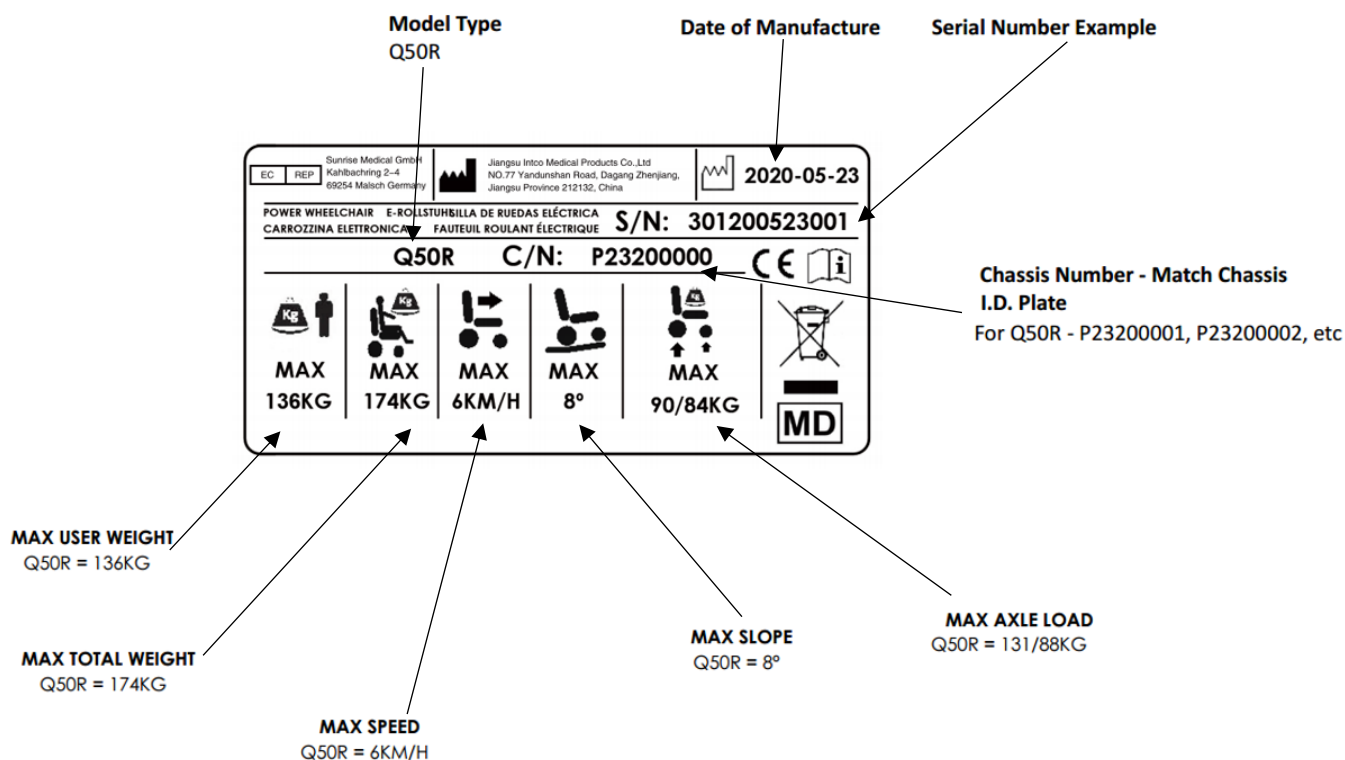 Model Type
Q50R
Date of Manufacture
Serial Number Example
EC REP
Sunrise Medical GmbH
Kahlbachring 2–4
69254 Malsch Germany
Jiangsu Intco Medical Products Co.,Ltd
NO.77 Yandunshan Road, Dagang Zhenjiang,
Jiangsu Province 212132, China
2020-05-23
POWER WHEELCHAIR E-ROLLSTUHL SILLA DE RUEDAS ELÉCTRICA
CARROZZINA ELETTRONICA FAUTEUIL ROULANT ÉLECTRIQUE
S/N: 301200523001
Q50R C/N: P23200000
CE
i
Chassis Number - Match Chassis
I.D. Plate
For Q50R - P23200001, P23200002, etc
Kg
Kg
Kg
MAX MAX MAX MAX MAX
136KG 174KG 6KM/H 8° 90/84KG
MD
MAX USER WEIGHT
Q50R = 136KG
MAX TOTAL WEIGHT
Q50R = 174KG
MAX SPEED
Q50R = 6KM/H
MAX SLOPE
Q50R = 8°
MAX AXLE LOAD
Q50R = 131/88KG